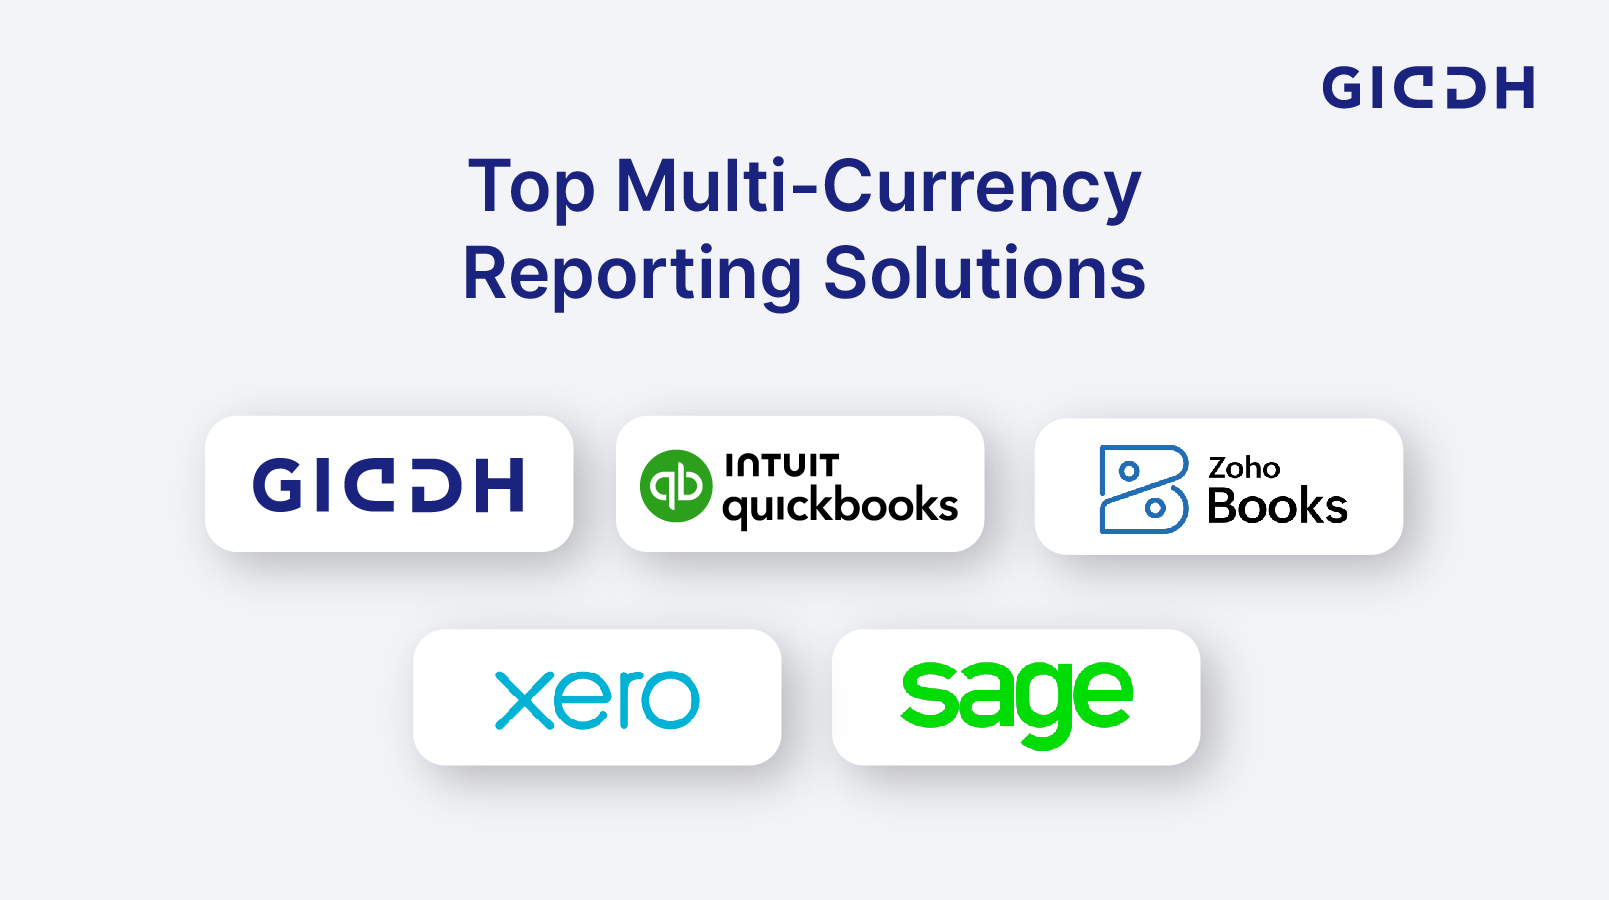 GIDDH
Top Multi-Currency
Reporting Solutions
GIDDH
INTUIT
quickbooks
Zoho
Books
xero
sage